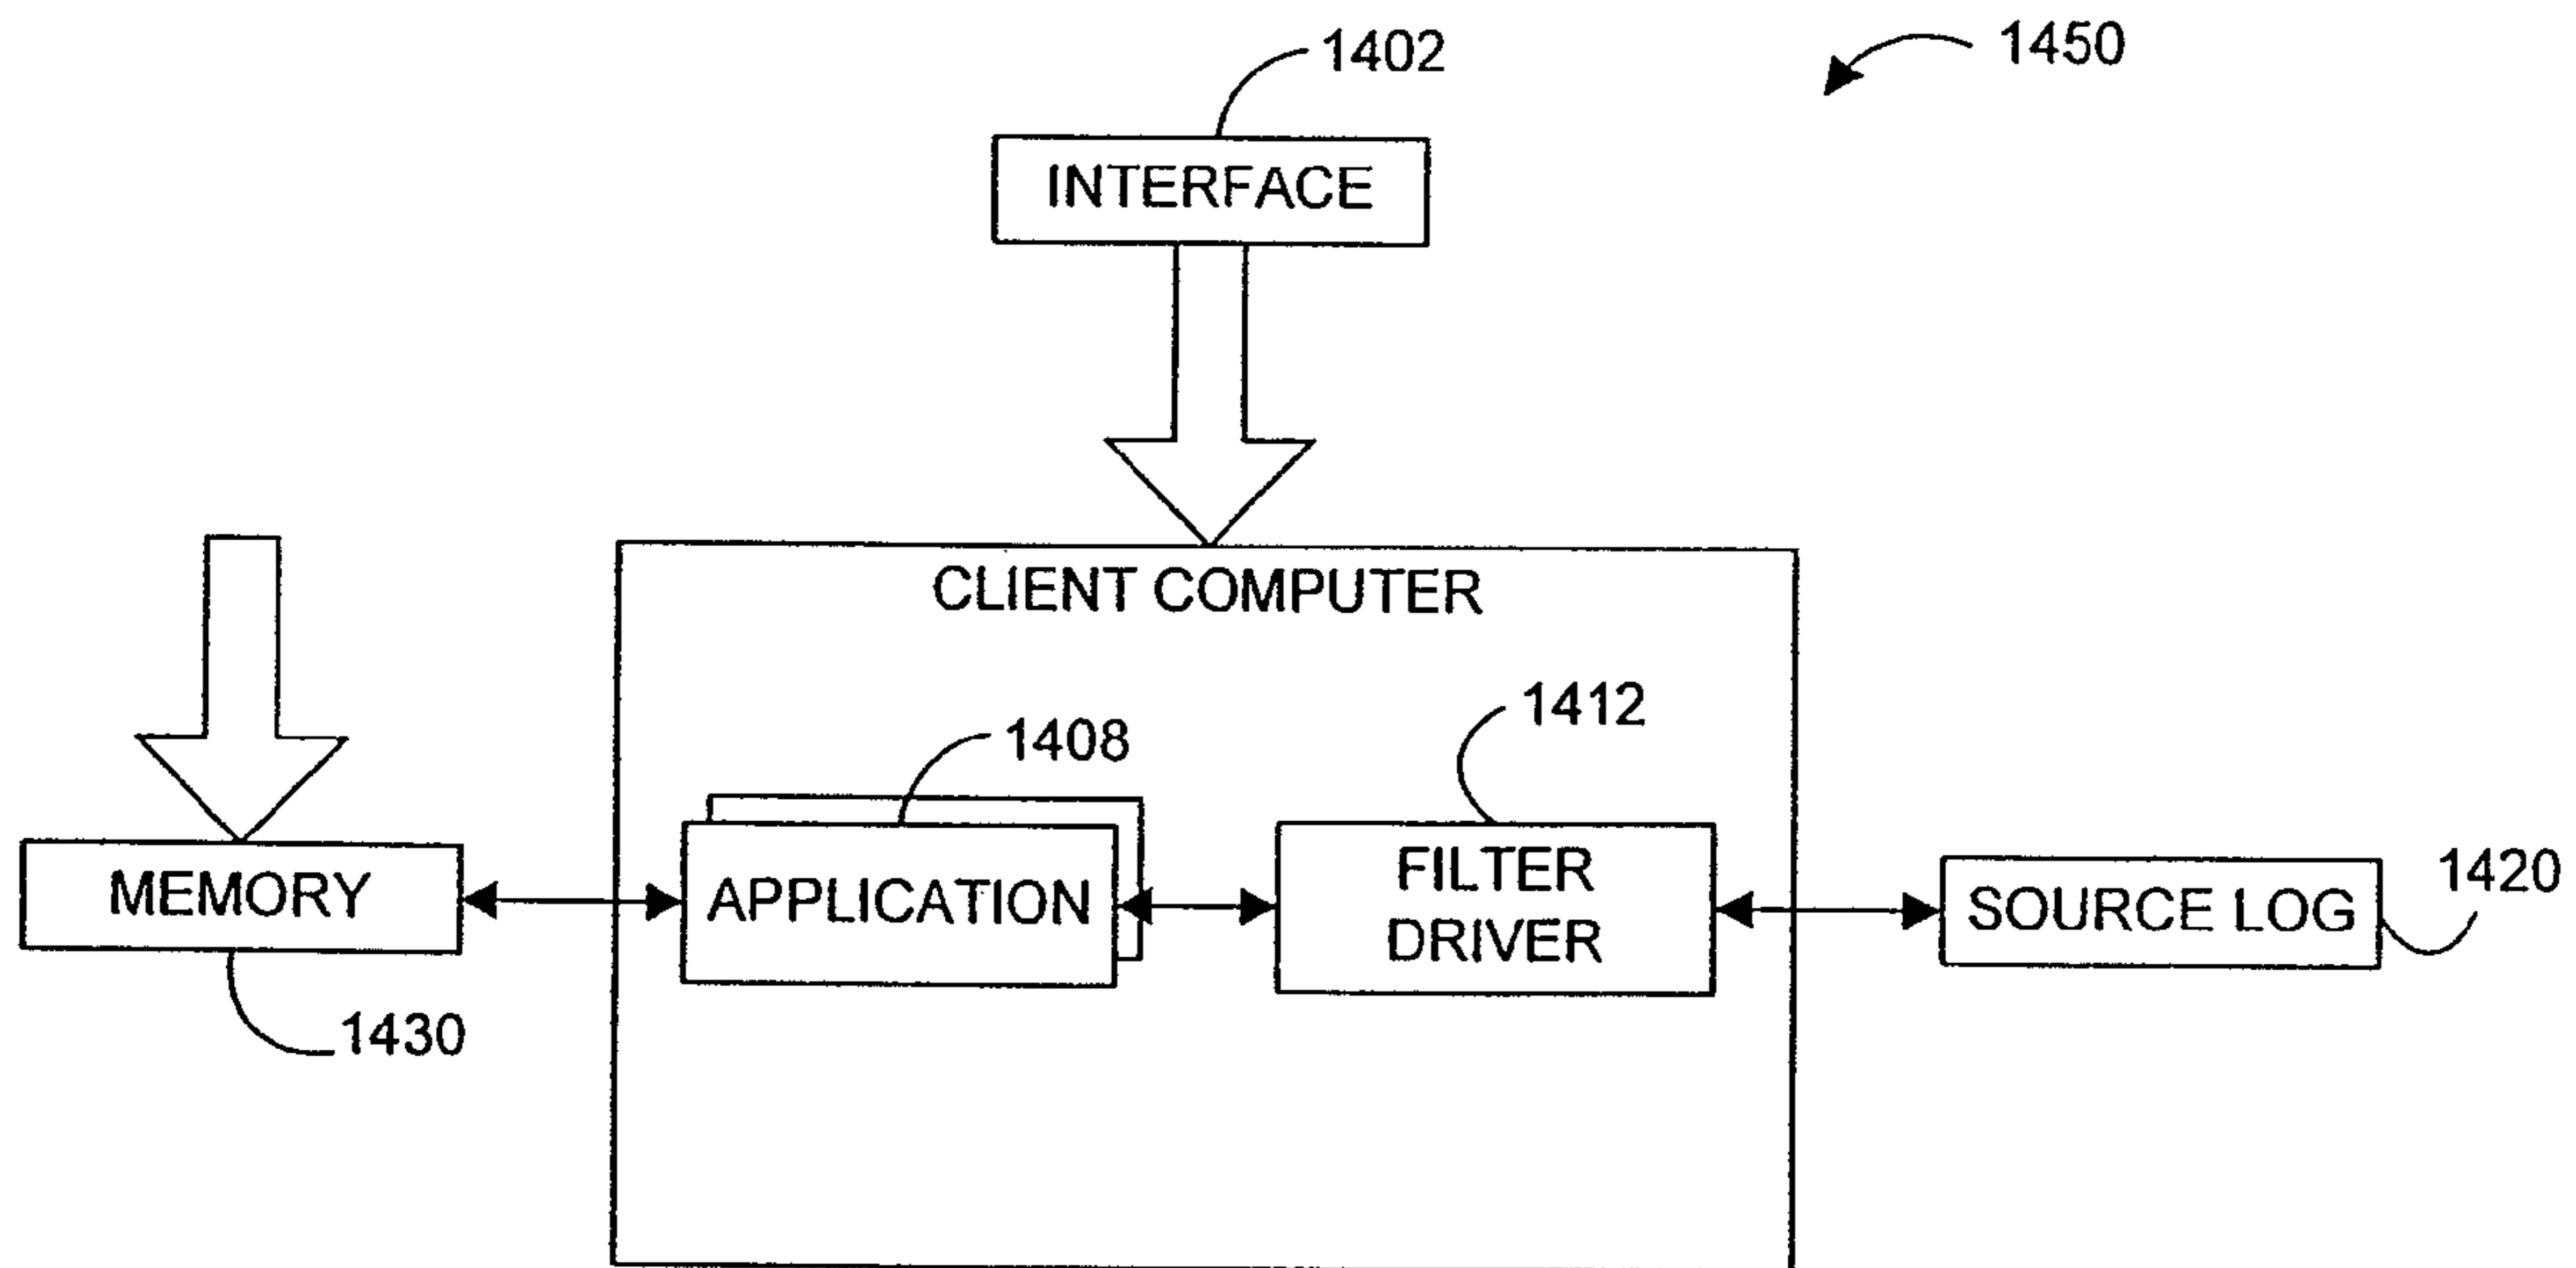 1450
1402
INTERFACE
CLIENT COMPUTER
1412
1408
MEMORY
APPLICATION
FILTER
DRIVER
SOURCE LOG
1420
1430